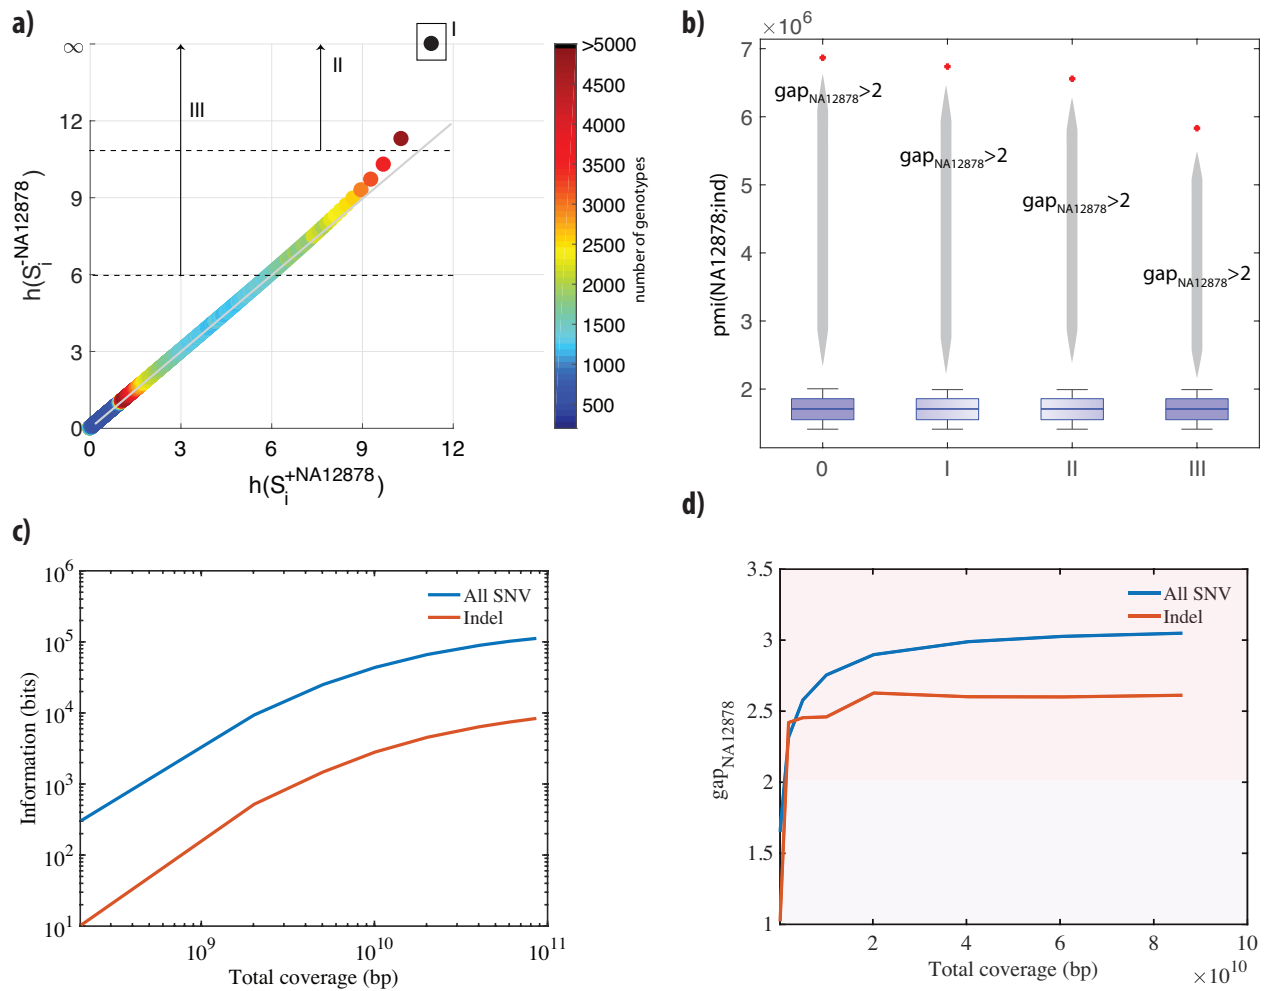 a)
∞
12
9
6
3
0
0
3
6
9
12
h(S_i^-NA12878)
h(S_i^+NA12878)
I
II
III
>5000
4500
4000
3500
3000
2500
2000
1500
1000
500
number of genotypes
b)
×10^6
7
6
5
4
3
2
pmi(NA12878;ind)
gap_NA12878>2
gap_NA12878>2
gap_NA12878>2
gap_NA12878>2
0
I
II
III
c)
10^6
10^5
10^4
10^3
10^2
10^1
Information (bits)
All SNV
Indel
10^9
10^10
10^11
Total coverage (bp)
d)
3.5
3
2.5
2
1.5
1
gap_NA12878
All SNV
Indel
2
4
6
8
10
Total coverage (bp)
×10^10